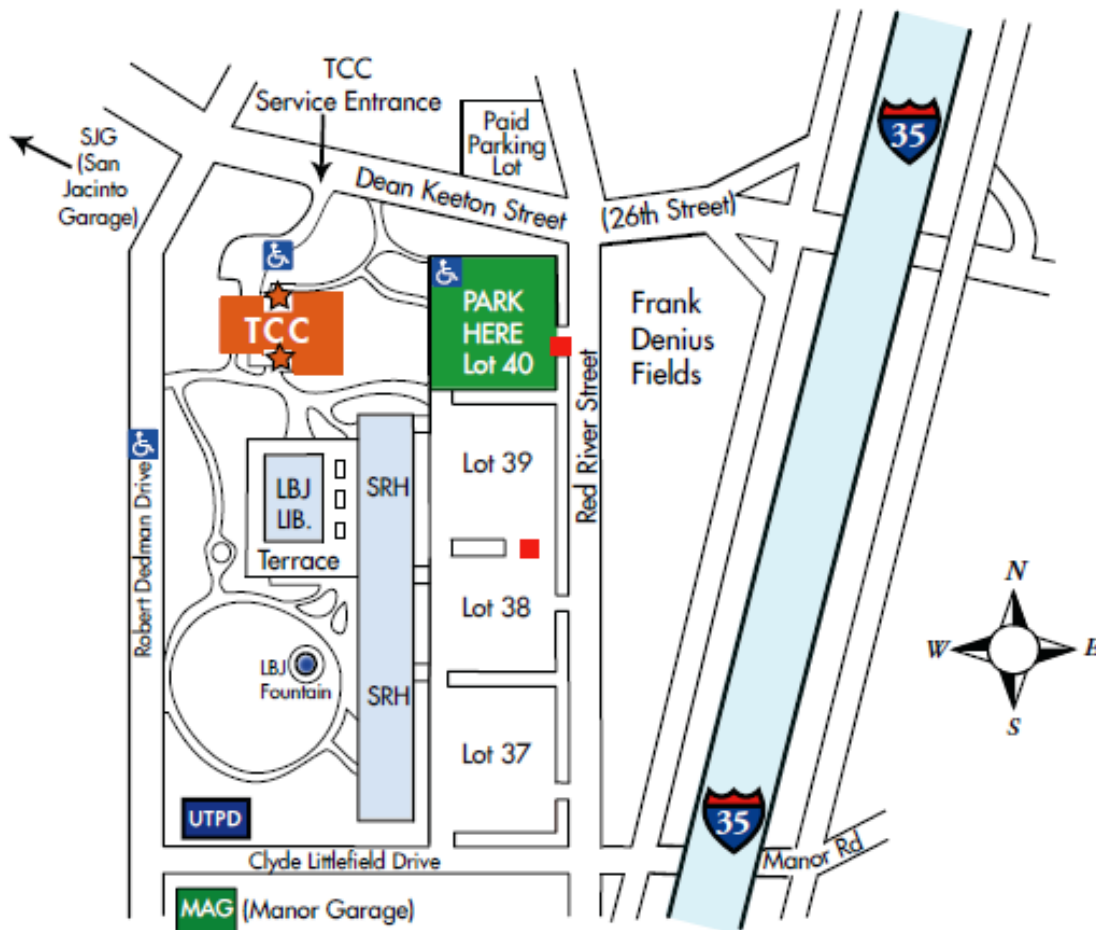 TCC
Service Entrance
SJG
(San
Jacinto
Garage)
Paid
Parking
Lot
35
Dean Keeton Street
(26th Street)
PARK
HERE
Lot 40
TCC
Frank
Denius
Fields
Red River Street
Robert Dedman Drive
Lot 39
LBJ
LIB.
SRH
Terrace
Lot 38
N
W
E
S
LBJ
Fountain
SRH
Lot 37
UTPD
35
Manor Rd
Clyde Littlefield Drive
MAG
(Manor Garage)